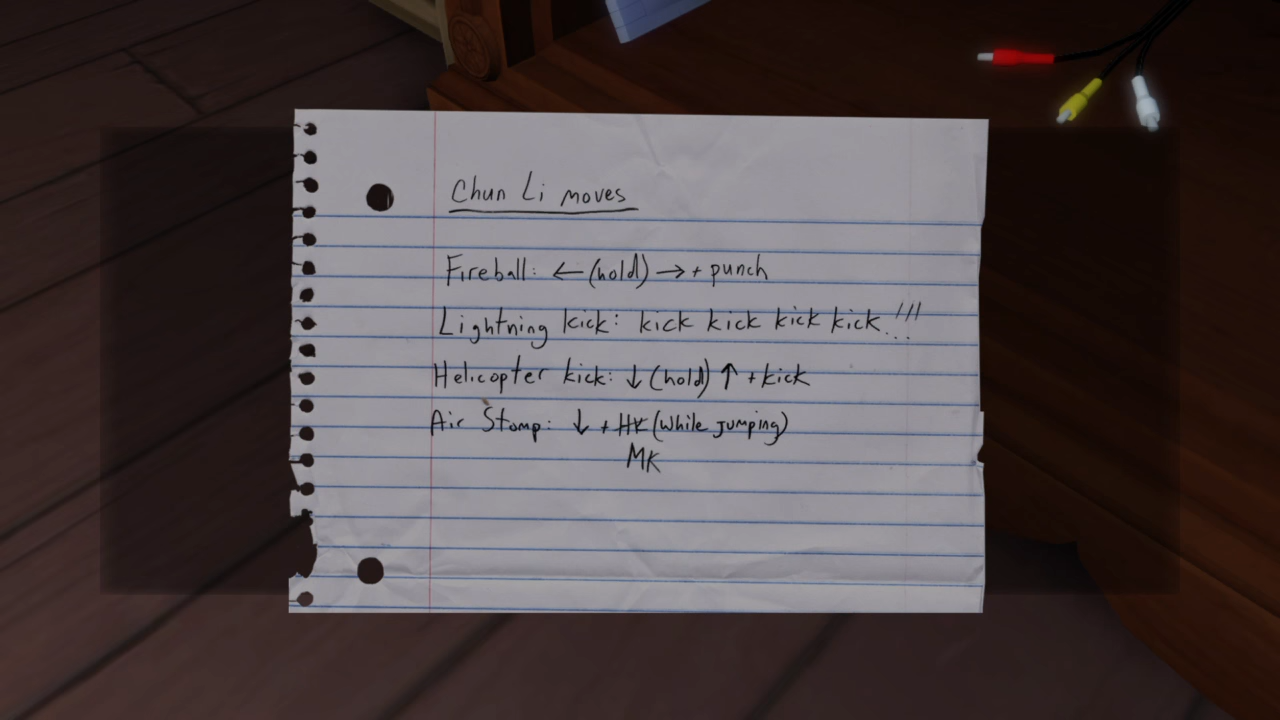 Chun Li moves
Fireball: ← (hold) → + punch
Lightning kick: kick kick kick kick!!!
Helicopter kick: ↓ (hold) ↑ + kick
Air Stomp: ↓ + HK (while jumping)
MK